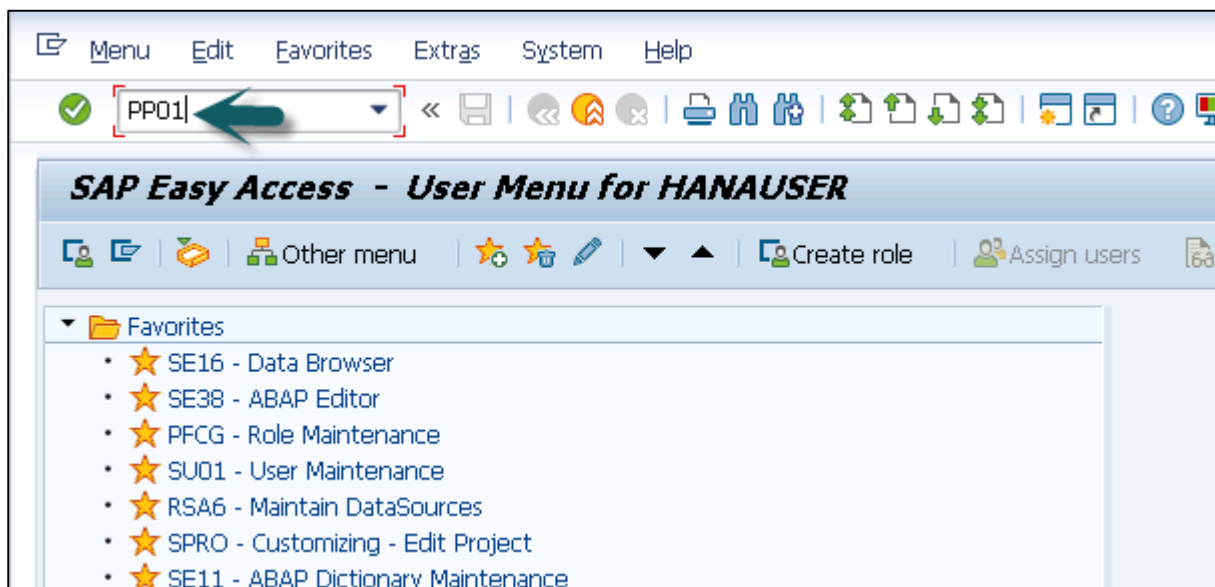 Menu Edit Favorites Extras System Help
PP01
SAP Easy Access - User Menu for HANAUSER
Other menu Create role Assign users
Favorites
SE16 - Data Browser
SE38 - ABAP Editor
PFCG - Role Maintenance
SU01 - User Maintenance
RSA6 - Maintain DataSources
SPRO - Customizing - Edit Project
SE11 - ABAP Dictionary Maintenance